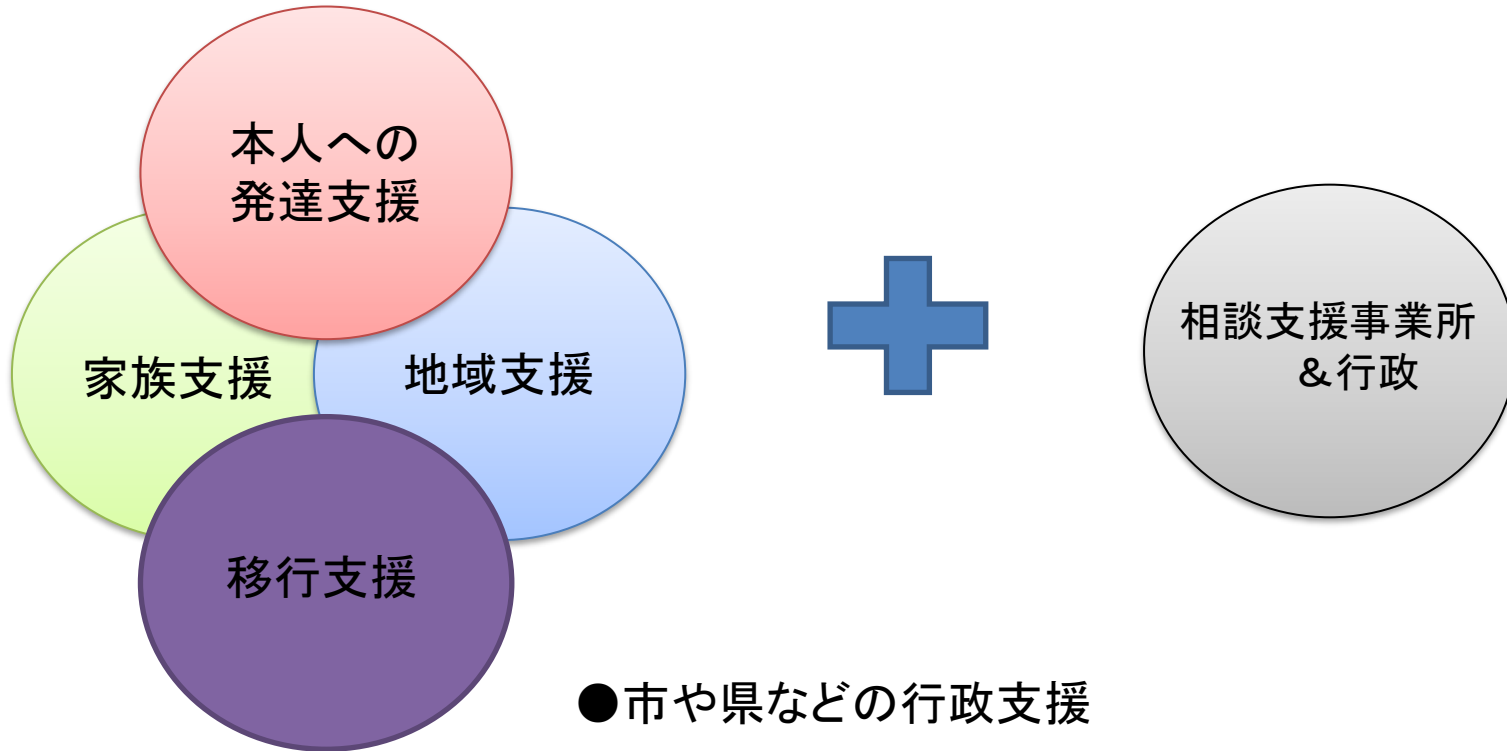 本人への
発達支援
家族支援
地域支援
移行支援
相談支援事業所
＆行政
●市や県などの行政支援